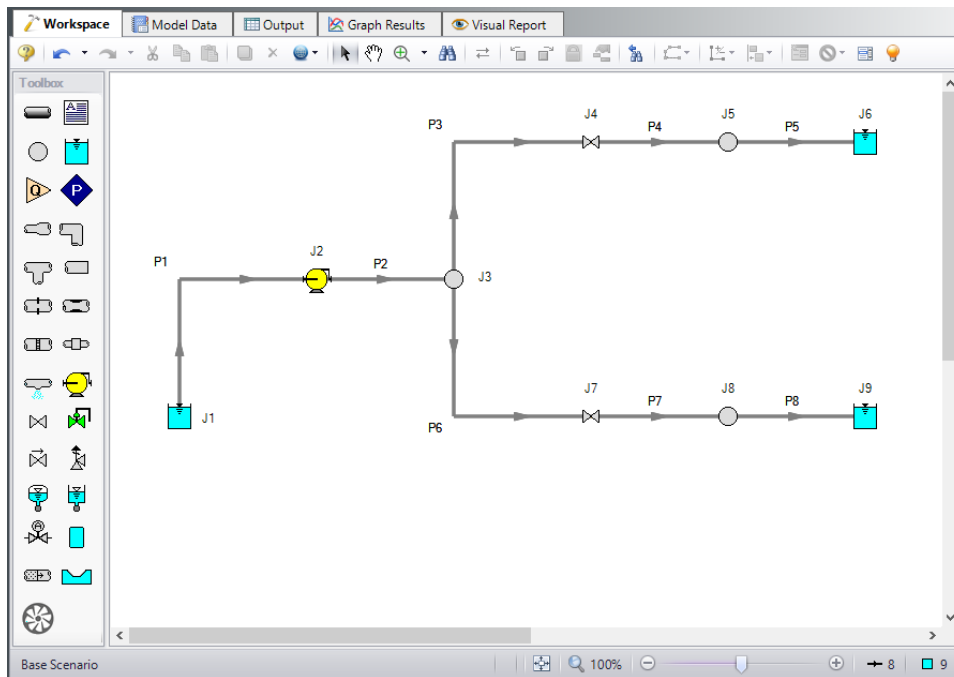 Workspace Model Data Output Graph Results Visual Report
Toolbox
A
Q P
P3 J4 P4 J5 P5 J6
P1 J2 P2
J3
J1
J7 P7 J8 P8 J9
P6
Base Scenario 100% 8 9